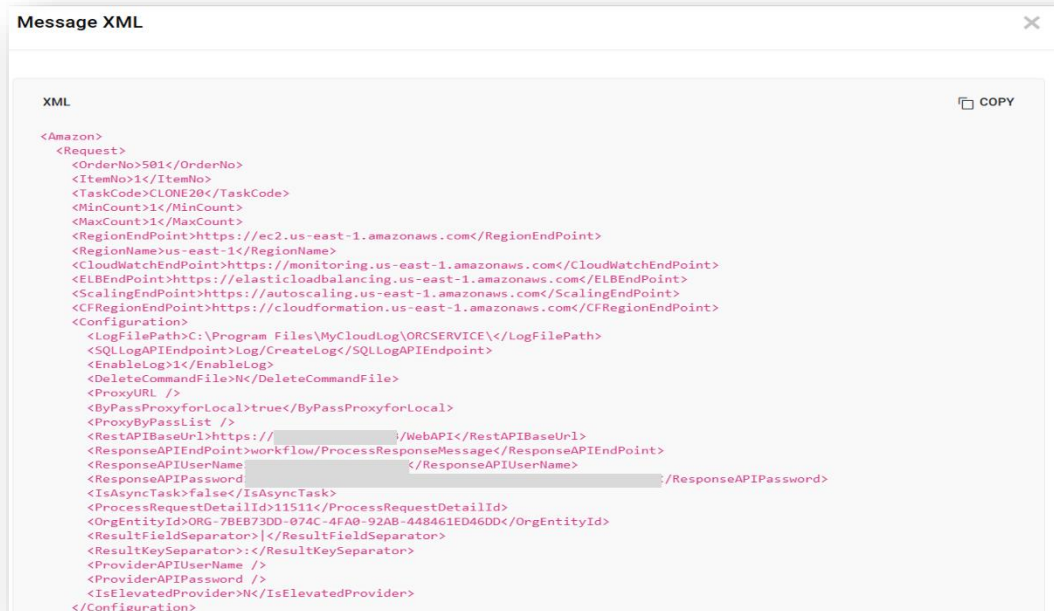 Message XML
XML
COPY
<Amazon>
<Request>
<OrderNo>501</OrderNo>
<ItemNo>1</ItemNo>
<TaskCode>CLONE20</TaskCode>
<MinCount>1</MinCount>
<MaxCount>1</MaxCount>
<RegionEndPoint>https://ec2.us-east-1.amazonaws.com</RegionEndPoint>
<RegionName>us-east-1</RegionName>
<CloudWatchEndPoint>https://monitoring.us-east-1.amazonaws.com</CloudWatchEndPoint>
<ELBEndPoint>https://elasticloadbalancing.us-east-1.amazonaws.com</ELBEndPoint>
<ScalingEndPoint>https://autoscaling.us-east-1.amazonaws.com</ScalingEndPoint>
<CFRegionEndPoint>https://cloudformation.us-east-1.amazonaws.com</CFRegionEndPoint>
<Configuration>
<LogFilePath>C:\Program Files\MyCloudLog\ORCSERVICE\</LogFilePath>
<SQLLogAPIEndpoint>Log/CreateLog</SQLLogAPIEndpoint>
<EnableLog>1</EnableLog>
<DeleteCommandFile>N</DeleteCommandFile>
<ProxyURL />
<ByPassProxyforLocal>true</ByPassProxyforLocal>
<ProxyByPassList />
<RestAPIBaseUrl>https:// /WebAPI</RestAPIBaseUrl>
<ResponseAPIEndPoint>workflow/ProcessResponseMessage</ResponseAPIEndPoint>
<ResponseAPIUserName </ResponseAPIUserName>
<ResponseAPIPassword /ResponseAPIPassword>
<IsAsyncTask>false</IsAsyncTask>
<ProcessRequestDetailId>11511</ProcessRequestDetailId>
<OrgEntityId>ORG-7BEB73DD-074C-4FA0-92AB-448461ED46DD</OrgEntityId>
<ResultFieldSeparator>|</ResultFieldSeparator>
<ResultKeySeparator>:</ResultKeySeparator>
<ProviderAPIUserName />
<ProviderAPIPassword />
<IsElevatedProvider>N</IsElevatedProvider>
</Configuration>